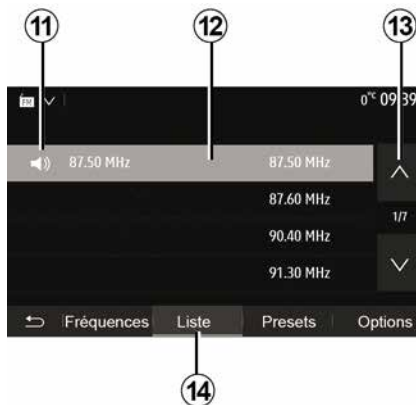 11 12 13
FM 0°C 09:39
87.50 MHz 87.50 MHz
87.60 MHz
1/7
90.40 MHz
91.30 MHz
Fréquences Liste Presets Options
14